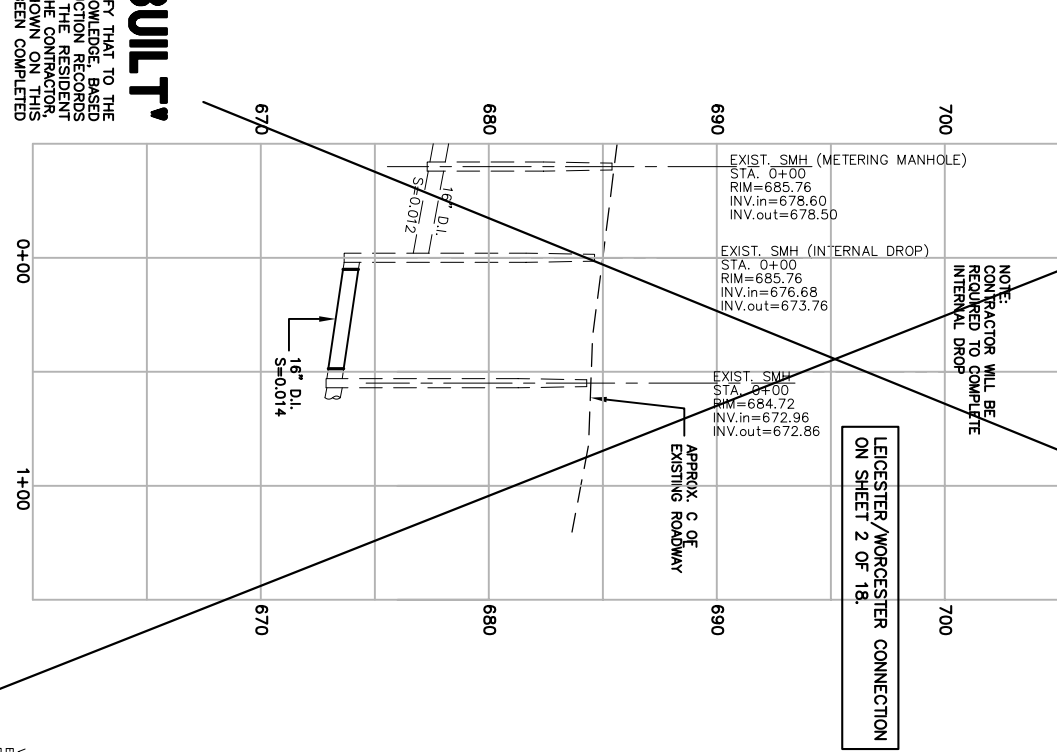 BUILT"
FY THAT TO THE
OWLEDGE, BASED
CTION RECORDS
THE RESIDENT
HE CONTRACTOR,
HOWN ON THIS
BEEN COMPLETED
670
680
690
700
EXIST. SMH (METERING MANHOLE)
STA. 0+00
RIM=685.76
INV.in=678.60
INV.out=678.50
16" D.I.
S=0.012
EXIST. SMH (INTERNAL DROP)
STA. 0+00
RIM=685.76
INV.in=676.68
INV.out=673.76
NOTE:
CONTRACTOR WILL BE
REQUIRED TO COMPLETE
INTERNAL DROP
0+00
16" D.I.
S=0.014
EXIST. SMH
STA. 0+00
RIM=684.72
INV.in=672.96
INV.out=672.86
APPROX. C OF
EXISTING ROADWAY
LEICESTER/WORCESTER CONNECTION
ON SHEET 2 OF 18.
1+00
670
680
690
700